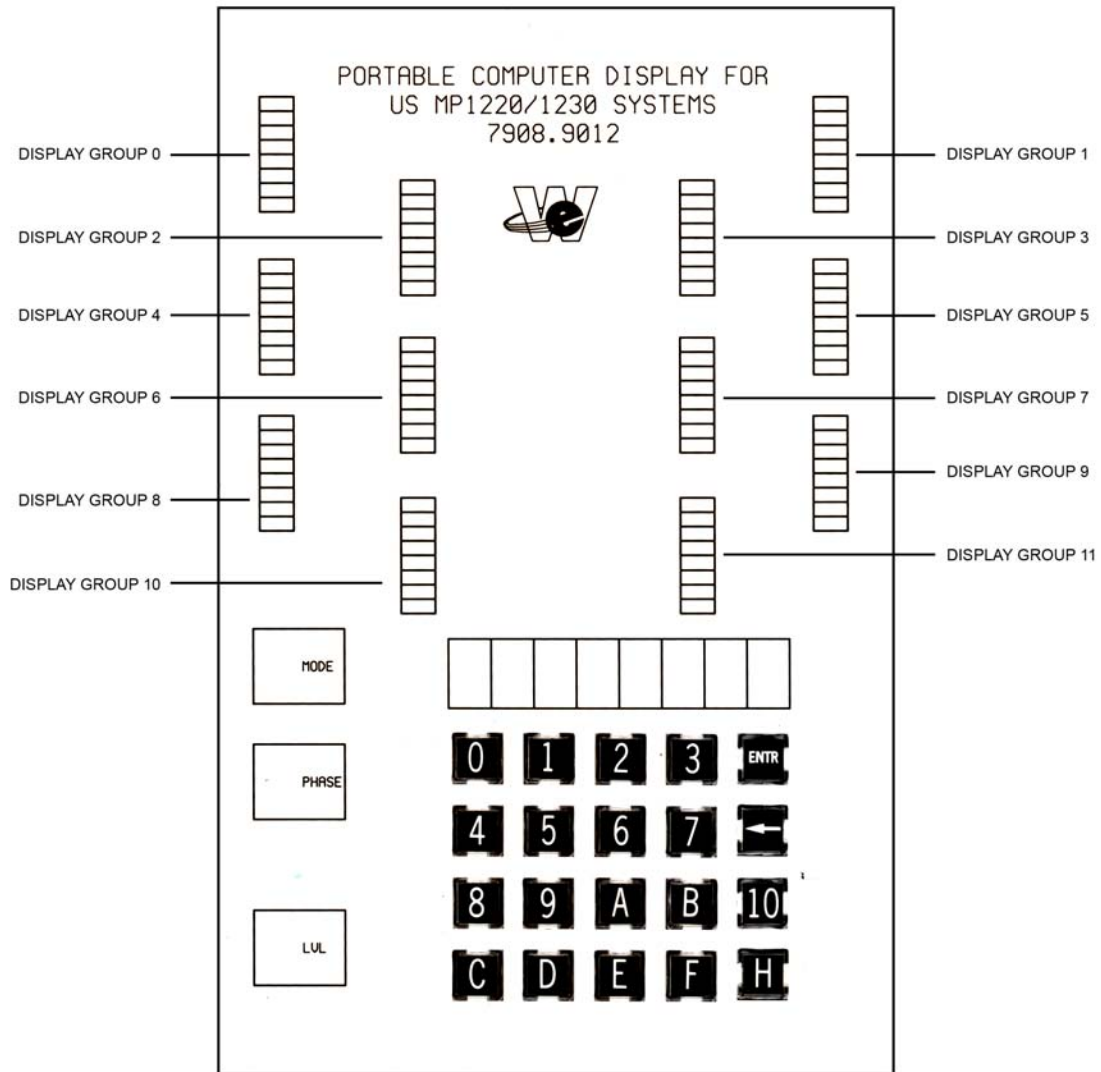 PORTABLE COMPUTER DISPLAY FOR
US MP1220/1230 SYSTEMS
7908.9012
W
DISPLAY GROUP 0
DISPLAY GROUP 1
DISPLAY GROUP 2
DISPLAY GROUP 3
DISPLAY GROUP 4
DISPLAY GROUP 5
DISPLAY GROUP 6
DISPLAY GROUP 7
DISPLAY GROUP 8
DISPLAY GROUP 9
DISPLAY GROUP 10
DISPLAY GROUP 11
MODE
PHASE
LVL
0 1 2 3 ENTR
4 5 6 7 ←
8 9 A B 10
C D E F H